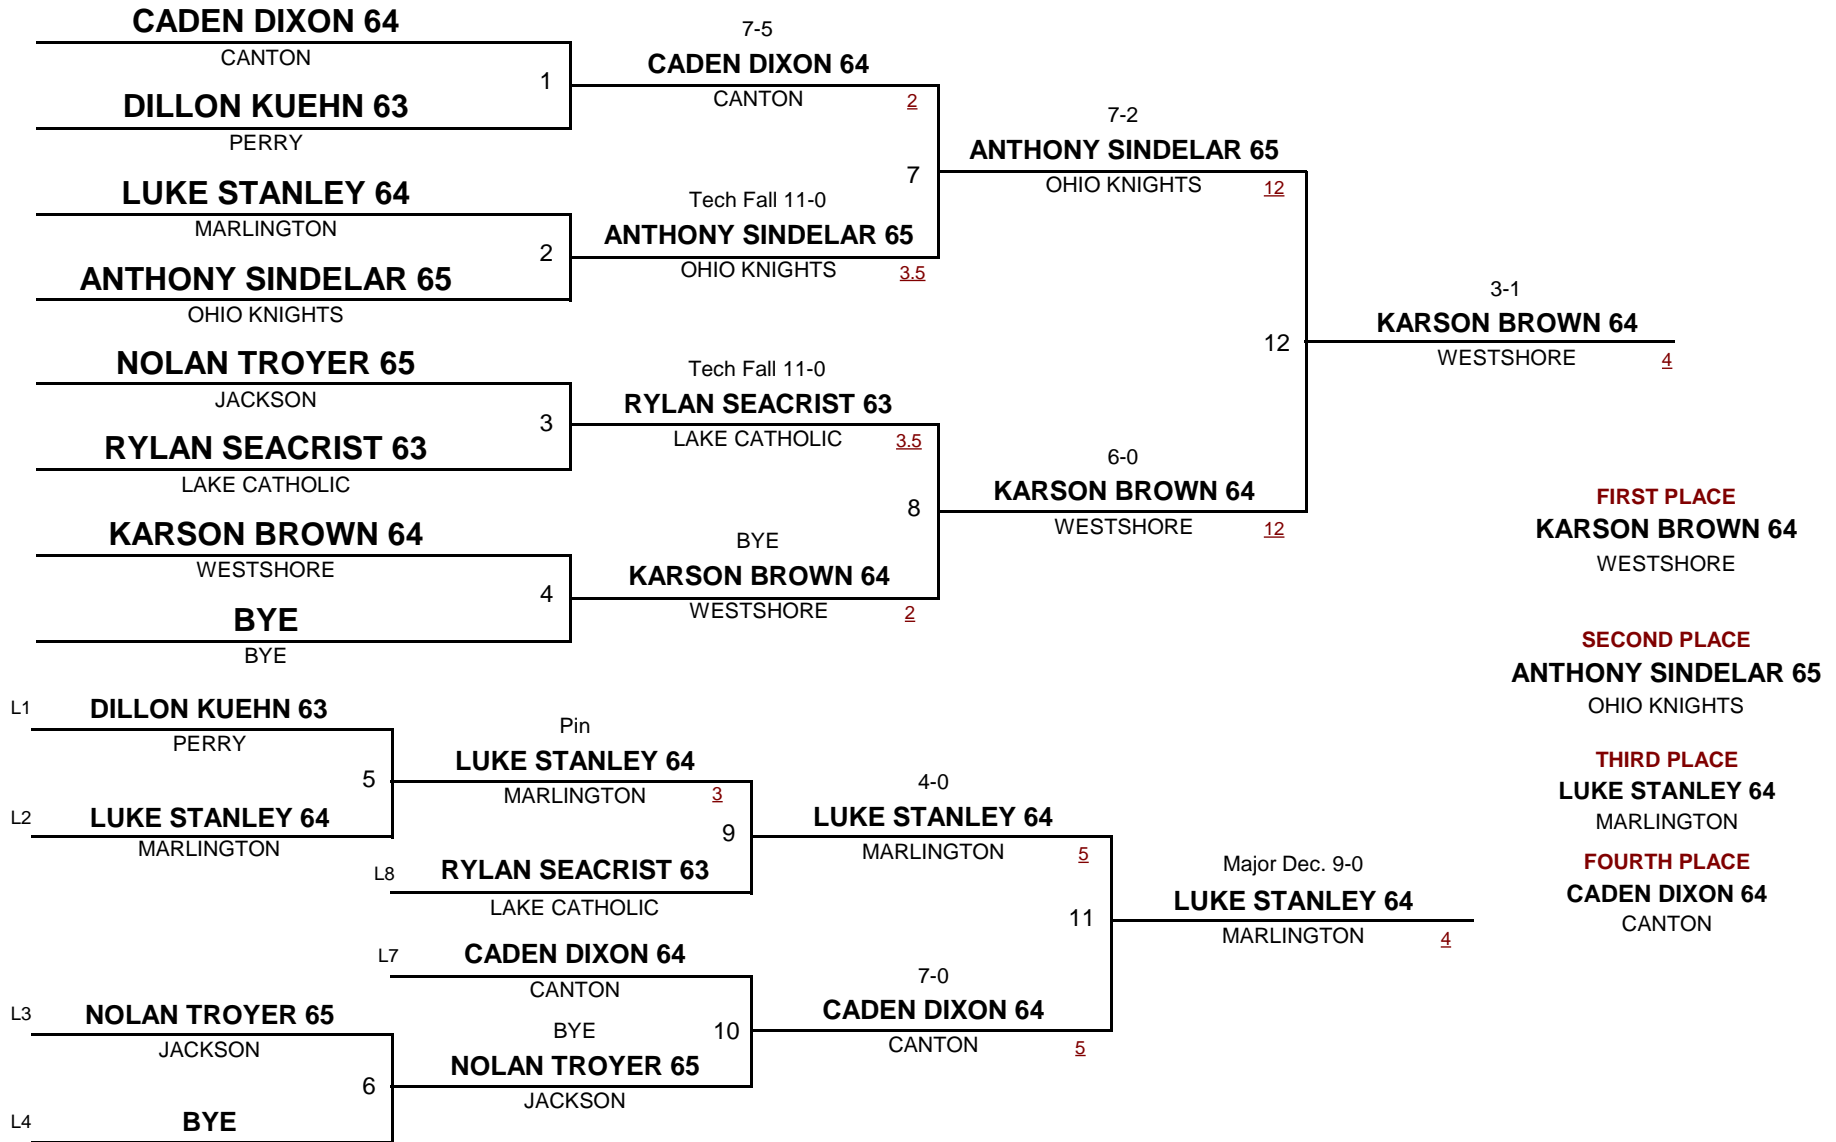 CADEN DIXON 64
CANTON
1
DILLON KUEHN 63
PERRY
LUKE STANLEY 64
MARLINGTON
2
ANTHONY SINDELAR 65
OHIO KNIGHTS
NOLAN TROYER 65
JACKSON
3
RYLAN SEACRIST 63
LAKE CATHOLIC
KARSON BROWN 64
WESTSHORE
4
BYE
BYE
7-5
CADEN DIXON 64
CANTON 2
7
Tech Fall 11-0
ANTHONY SINDELAR 65
OHIO KNIGHTS 3.5
Tech Fall 11-0
RYLAN SEACRIST 63
LAKE CATHOLIC 3.5
8
BYE
KARSON BROWN 64
WESTSHORE 2
7-2
ANTHONY SINDELAR 65
OHIO KNIGHTS 12
12
6-0
KARSON BROWN 64
WESTSHORE 12
3-1
KARSON BROWN 64
WESTSHORE 4
FIRST PLACE
KARSON BROWN 64
WESTSHORE
SECOND PLACE
ANTHONY SINDELAR 65
OHIO KNIGHTS
THIRD PLACE
LUKE STANLEY 64
MARLINGTON
FOURTH PLACE
CADEN DIXON 64
CANTON
L1 DILLON KUEHN 63
PERRY
5
L2 LUKE STANLEY 64
MARLINGTON
L3 NOLAN TROYER 65
JACKSON
6
L4 BYE
Pin
LUKE STANLEY 64
MARLINGTON 3
9
L8 RYLAN SEACRIST 63
LAKE CATHOLIC
L7 CADEN DIXON 64
CANTON
BYE 10
NOLAN TROYER 65
JACKSON
4-0
LUKE STANLEY 64
MARLINGTON 5
11
7-0
CADEN DIXON 64
CANTON 5
Major Dec. 9-0
LUKE STANLEY 64
MARLINGTON 4